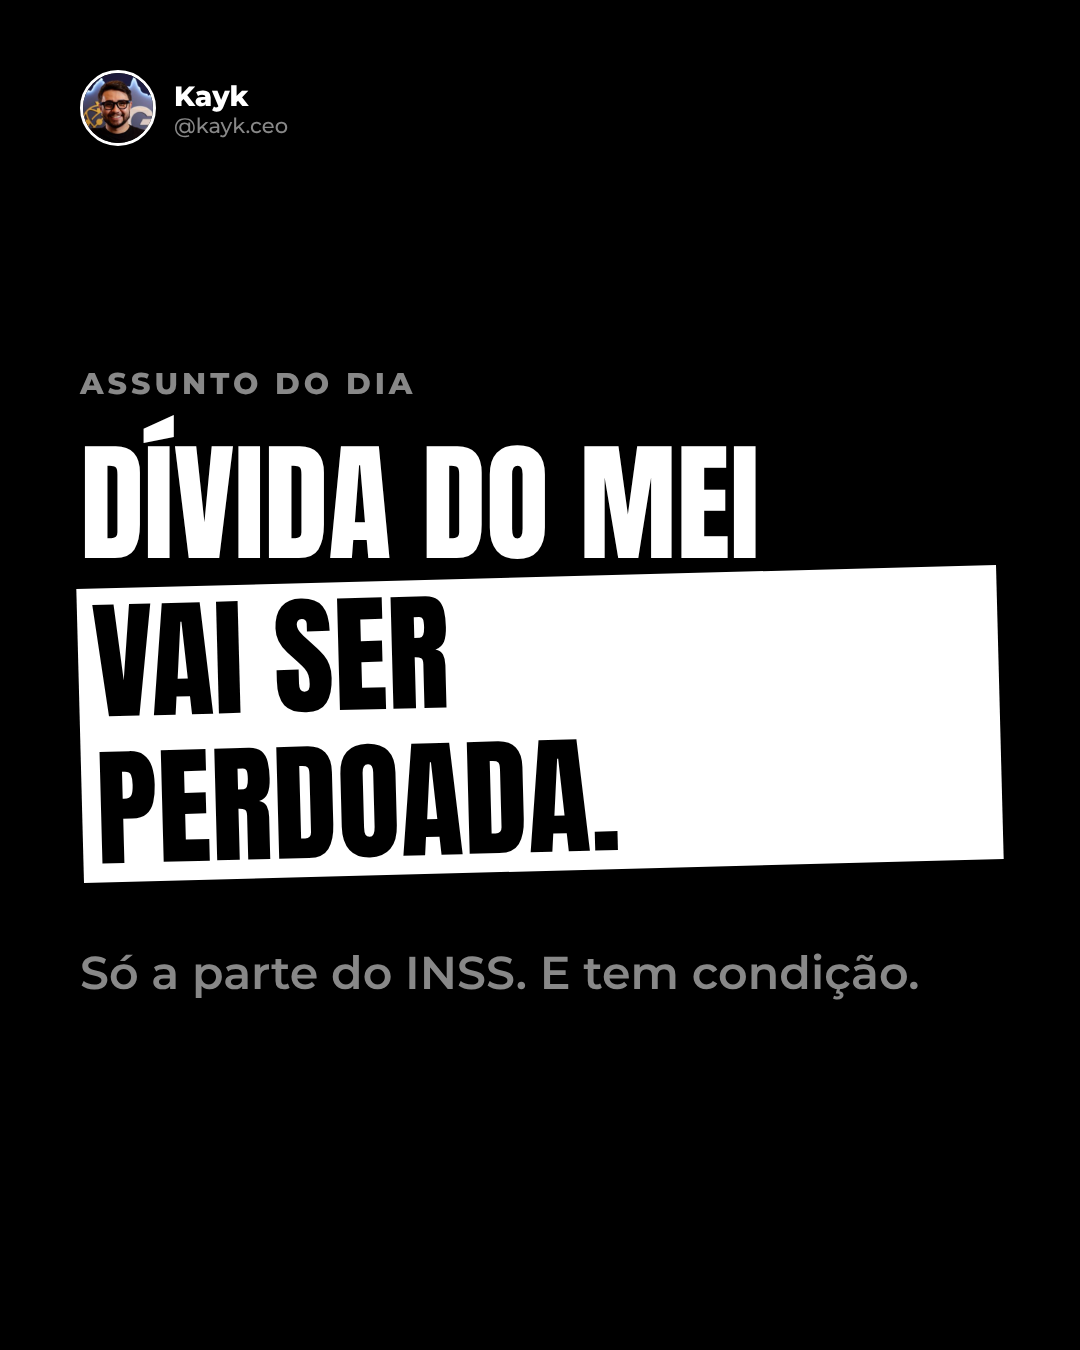 Kayk
@kayk.ceo
ASSUNTO DO DIA
DÍVIDA DO MEI
VAI SER
PERDOADA.
Só a parte do INSS. E tem condição.